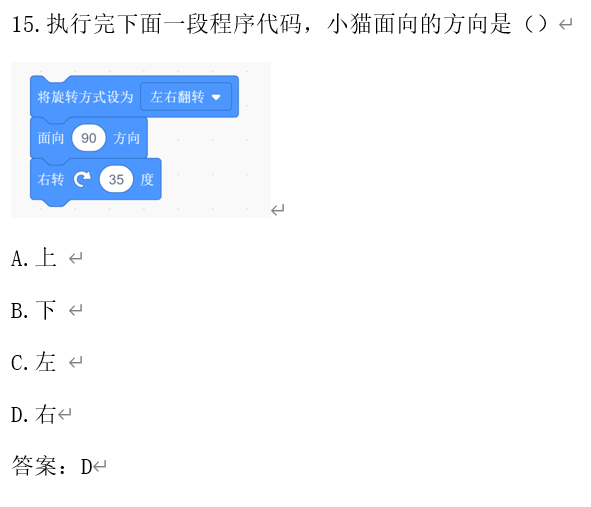 15.执行完下面一段程序代码，小猫面向的方向是（）
将旋转方式设为 左右翻转
面向 90 方向
右转 35 度
A.上
B.下
C.左
D.右
答案：D